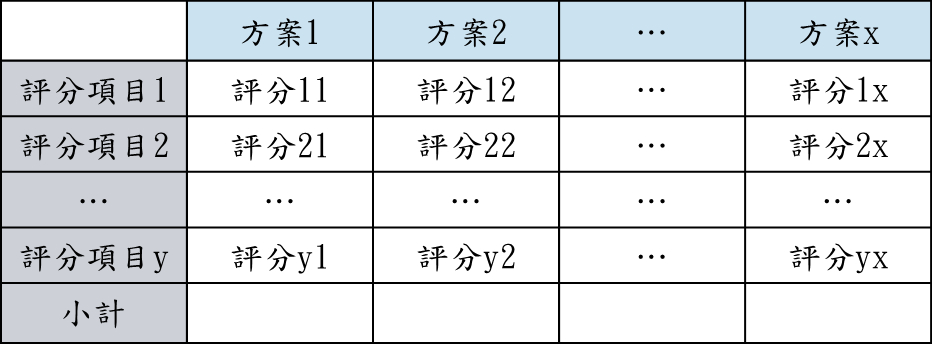 方案1 方案2 … 方案x
評分項目1 評分11 評分12 … 評分1x
評分項目2 評分21 評分22 … 評分2x
… … … … …
評分項目y 評分y1 評分y2 … 評分yx
小計